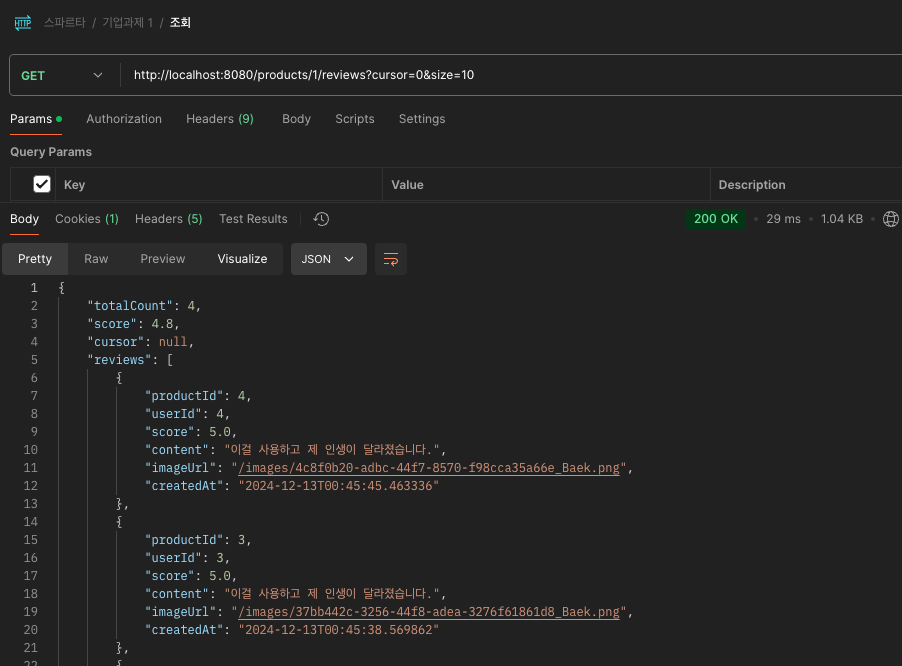 HTTP 스파르타 / 기업과제 1 / 조회
GET http://localhost:8080/products/1/reviews?cursor=0&size=10
Params Authorization Headers (9) Body Scripts Settings
Query Params
Key Value Description
Body Cookies (1) Headers (5) Test Results 200 OK 29 ms 1.04 KB
Pretty Raw Preview Visualize JSON
1 {
2 "totalCount": 4,
3 "score": 4.8,
4 "cursor": null,
5 "reviews": [
6 {
7 "productId": 4,
8 "userId": 4,
9 "score": 5.0,
10 "content": "이걸 사용하고 제 인생이 달라졌습니다.",
11 "imageUrl": "/images/4c8f0b20-adbc-44f7-8570-f98cca35a66e_Baek.png",
12 "createdAt": "2024-12-13T00:45:45.463336"
13 },
14 {
15 "productId": 3,
16 "userId": 3,
17 "score": 5.0,
18 "content": "이걸 사용하고 제 인생이 달라졌습니다.",
19 "imageUrl": "/images/37bb442c-3256-44f8-adea-3276f61861d8_Baek.png",
20 "createdAt": "2024-12-13T00:45:38.569862"
21 },
22 {